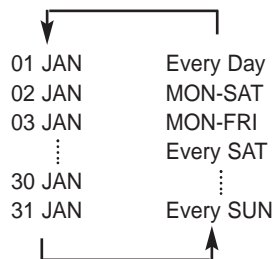 01 JAN Every Day
02 JAN MON-SAT
03 JAN MON-FRI
Every SAT
30 JAN
31 JAN Every SUN